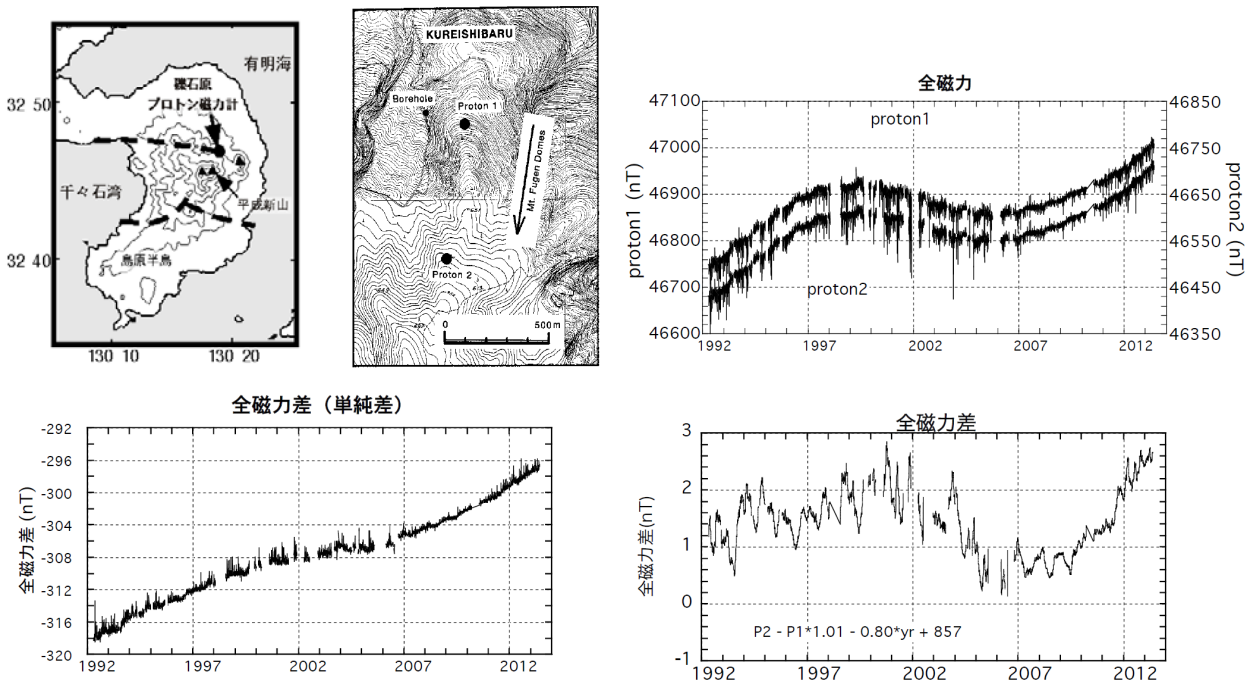 有明海
礫石原
プロトン磁力計
32 50
千々石湾
平成新山
32 40
島原半島
130 10
130 20
KUREISHIBARU
Borehole
Proton 1
Mt. Fugen Domes
Proton 2
0
500m
全磁力
47100
47000
46900
46800
46700
46600
proton1 (nT)
proton1
proton2
46850
46750
46650
46550
46450
46350
proton2 (nT)
1992
1997
2002
2007
2012
全磁力差（単純差）
-292
-296
-300
-304
-308
-312
-316
-320
全磁力差 (nT)
1992
1997
2002
2007
2012
全磁力差
3
2
1
0
-1
全磁力差(nT)
P2 - P1*1.01 - 0.80*yr + 857
1992
1997
2002
2007
2012